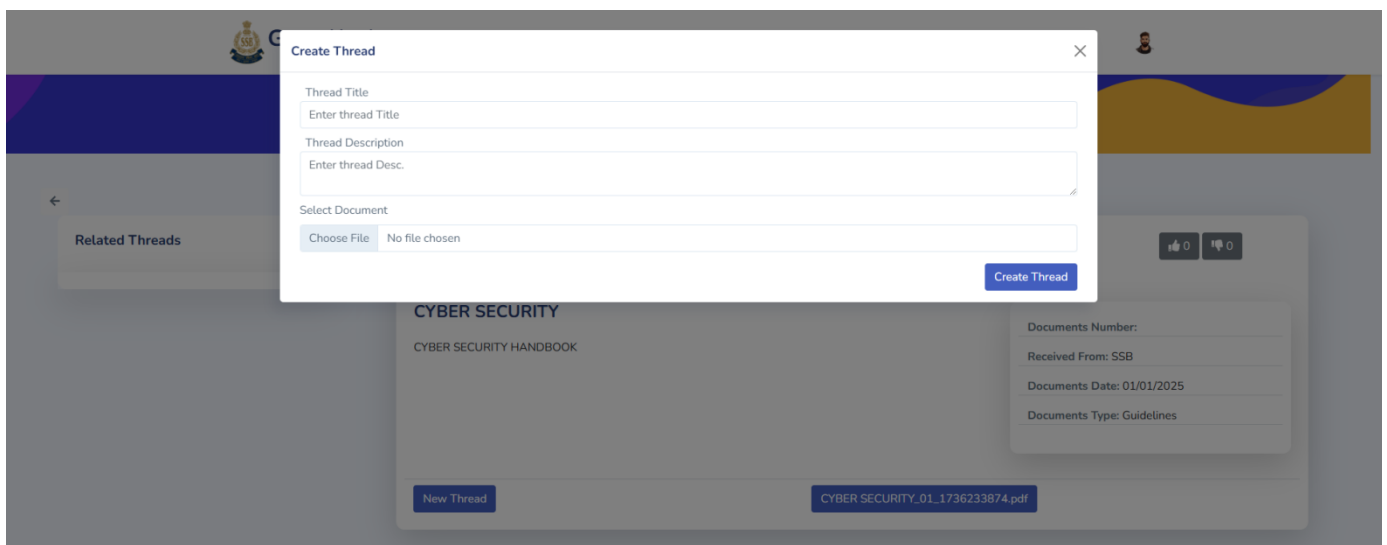 SSB
G
Create Thread
Thread Title
Enter thread Title
Thread Description
Enter thread Desc.
Select Document
Choose File No file chosen
Create Thread
Related Threads
0 0
CYBER SECURITY
CYBER SECURITY HANDBOOK
Documents Number:
Received From: SSB
Documents Date: 01/01/2025
Documents Type: Guidelines
New Thread
CYBER SECURITY_01_1736233874.pdf